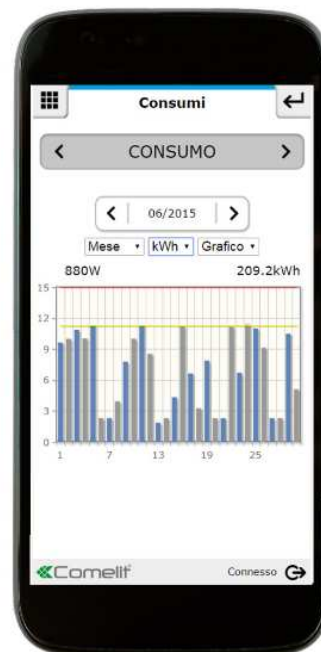 Consumi
CONSUMO
06/2015
Mese kWh Grafico
880W 209.2kWh
15
12
9
6
3
0
1 7 13 19 25
Comelit Connesso